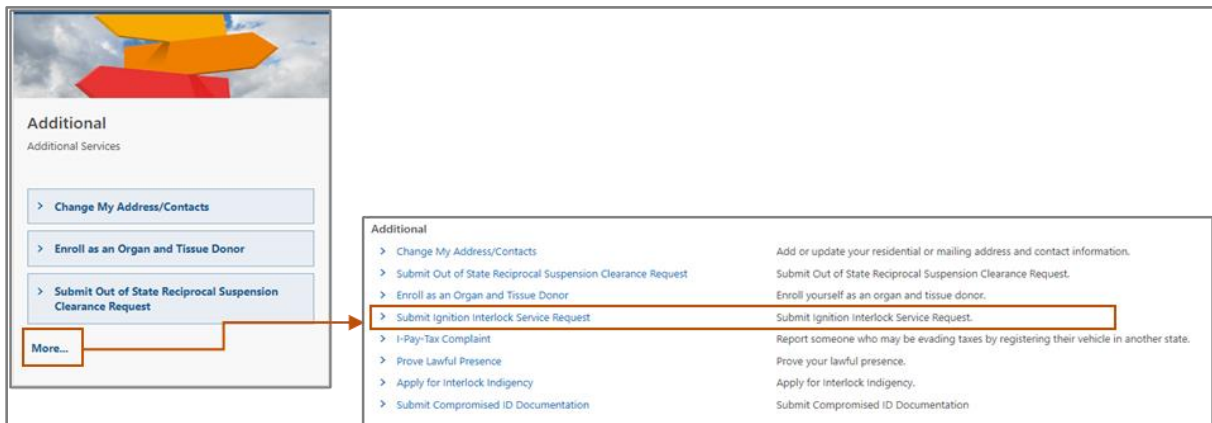 Additional
Additional Services
> Change My Address/Contacts
> Enroll as an Organ and Tissue Donor
> Submit Out of State Reciprocal Suspension
Clearance Request
More...
Additional
> Change My Address/Contacts Add or update your residential or mailing address and contact information.
> Submit Out of State Reciprocal Suspension Clearance Request Submit Out of State Reciprocal Suspension Clearance Request.
> Enroll as an Organ and Tissue Donor Enroll yourself as an organ and tissue donor.
> Submit Ignition Interlock Service Request Submit Ignition Interlock Service Request.
> I-Pay-Tax Complaint Report someone who may be evading taxes by registering their vehicle in another state.
> Prove Lawful Presence Prove your lawful presence.
> Apply for Interlock Indigency Apply for Interlock Indigency.
> Submit Compromised ID Documentation Submit Compromised ID Documentation